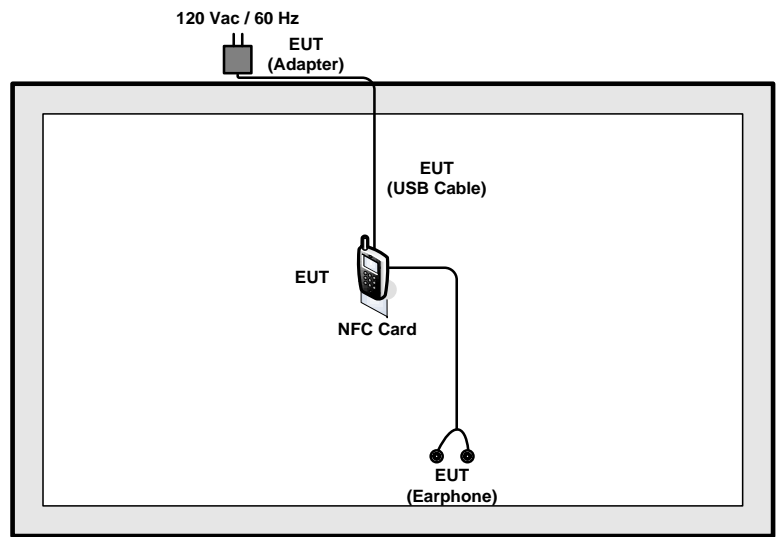 120 Vac / 60 Hz
EUT
(Adapter)
EUT
(USB Cable)
EUT
NFC Card
EUT
(Earphone)